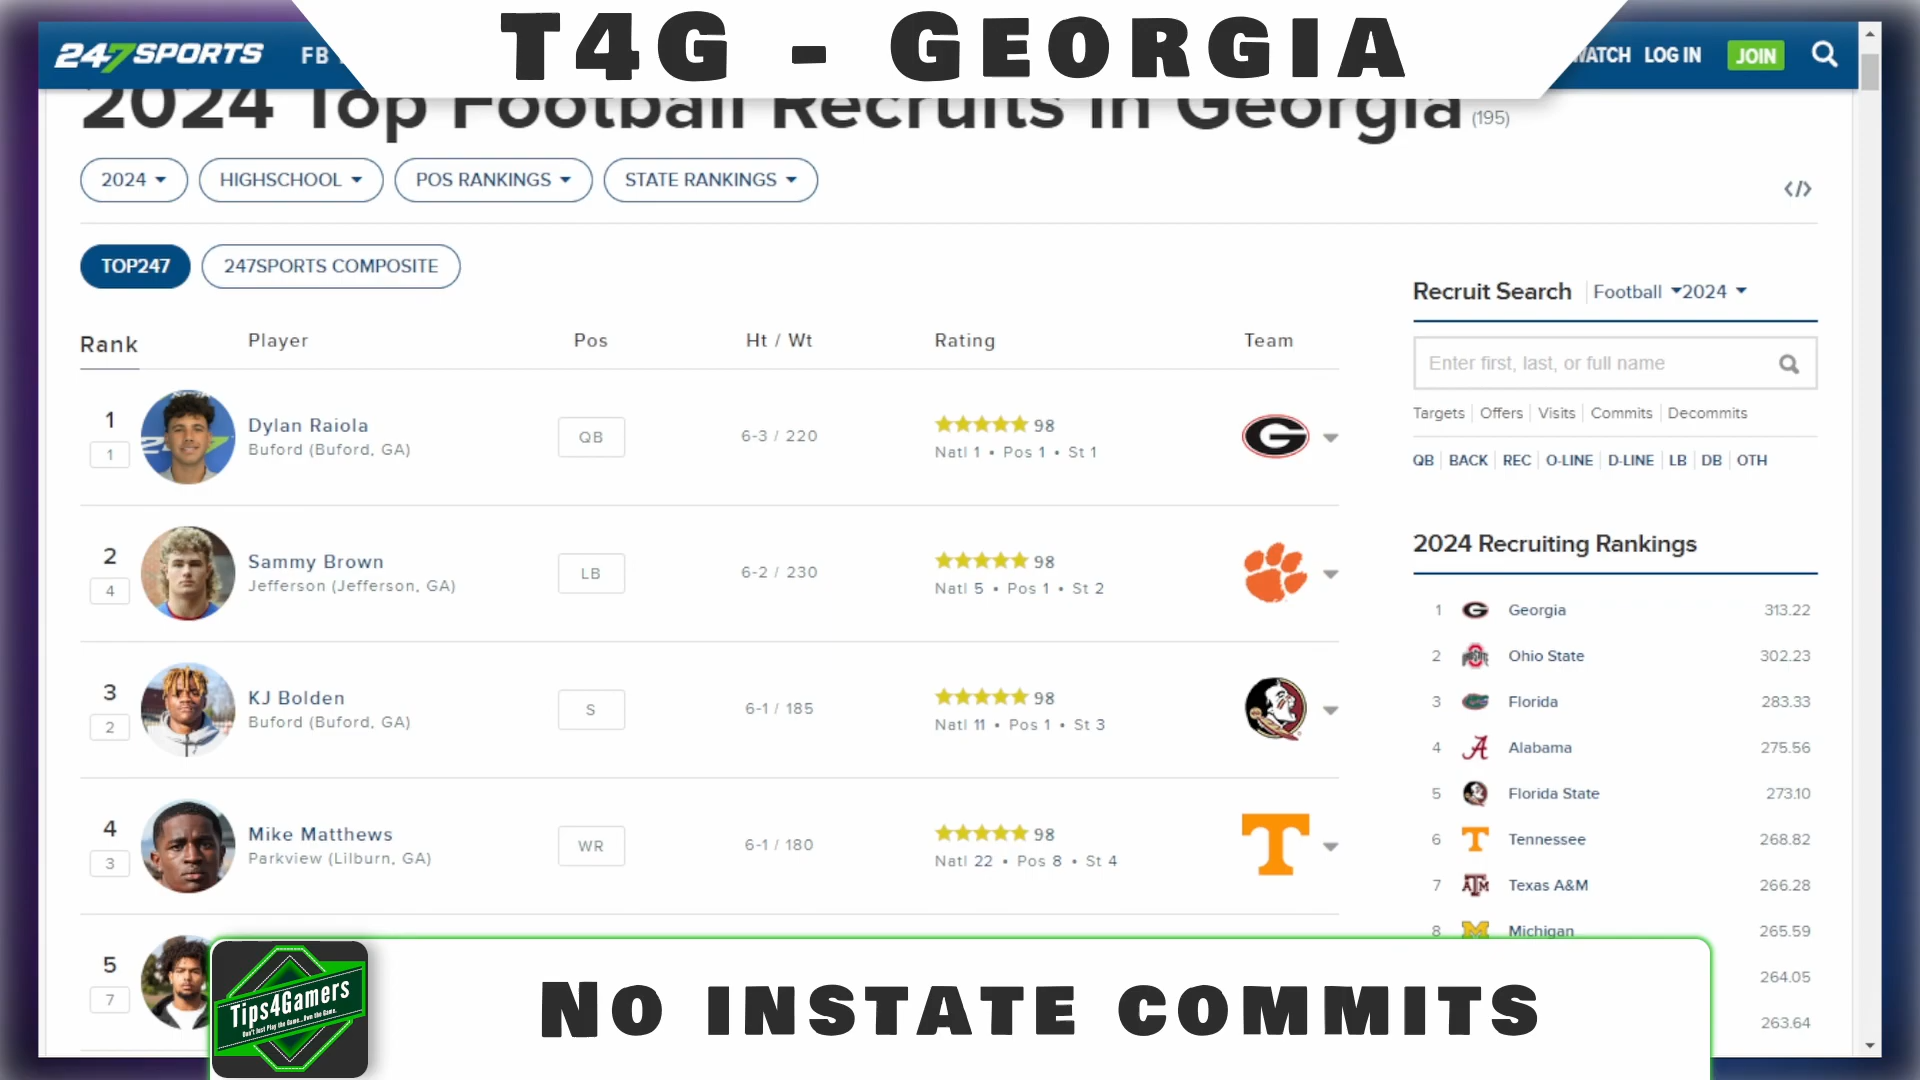 T4G - Georgia
247SPORTS FB WATCH LOG IN JOIN
2024 Top Football Recruits in Georgia (195)
2024 HIGHSCHOOL POS RANKINGS STATE RANKINGS </>
TOP247 247SPORTS COMPOSITE
Rank Player Pos Ht / Wt Rating Team
1 Dylan Raiola QB 6-3 / 220 98
1 Buford (Buford, GA) Natl 1 • Pos 1 • St 1
2 Sammy Brown LB 6-2 / 230 98
4 Jefferson (Jefferson, GA) Natl 5 • Pos 1 • St 2
3 KJ Bolden S 6-1 / 185 98
2 Buford (Buford, GA) Natl 11 • Pos 1 • St 3
4 Mike Matthews WR 6-1 / 180 98
3 Parkview (Lilburn, GA) Natl 22 • Pos 8 • St 4
5
7
Recruit Search Football 2024
Enter first, last, or full name
Targets Offers Visits Commits Decommits
QB BACK REC O-LINE D-LINE LB DB OTH
2024 Recruiting Rankings
1 Georgia 313.22
2 Ohio State 302.23
3 Florida 283.33
4 Alabama 275.56
5 Florida State 273.10
6 Tennessee 268.82
7 Texas A&M 266.28
8 Michigan 265.59
264.05
263.64
Tips4Gamers
Don't Just Play the Game...Own the Game.
No instate commits